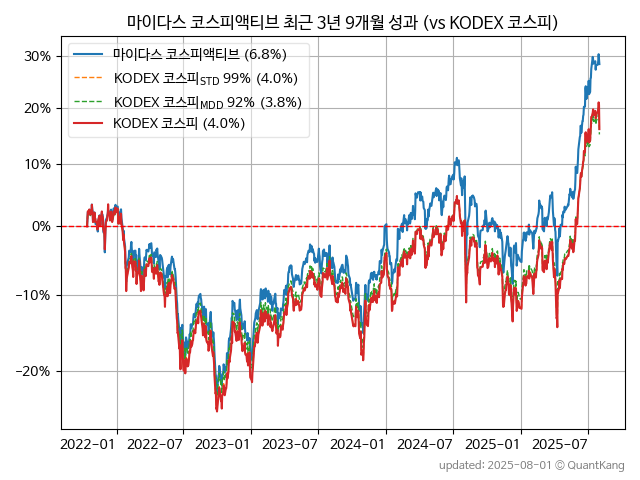 마이다스 코스피액티브 최근 3년 9개월 성과 (vs KODEX 코스피)
마이다스 코스피액티브 (6.8%)
KODEX 코스피STD 99% (4.0%)
KODEX 코스피MDD 92% (3.8%)
KODEX 코스피 (4.0%)
30%
20%
10%
0%
−10%
−20%
2022-01 2022-07 2023-01 2023-07 2024-01 2024-07 2025-01 2025-07
updated: 2025-08-01 © QuantKang